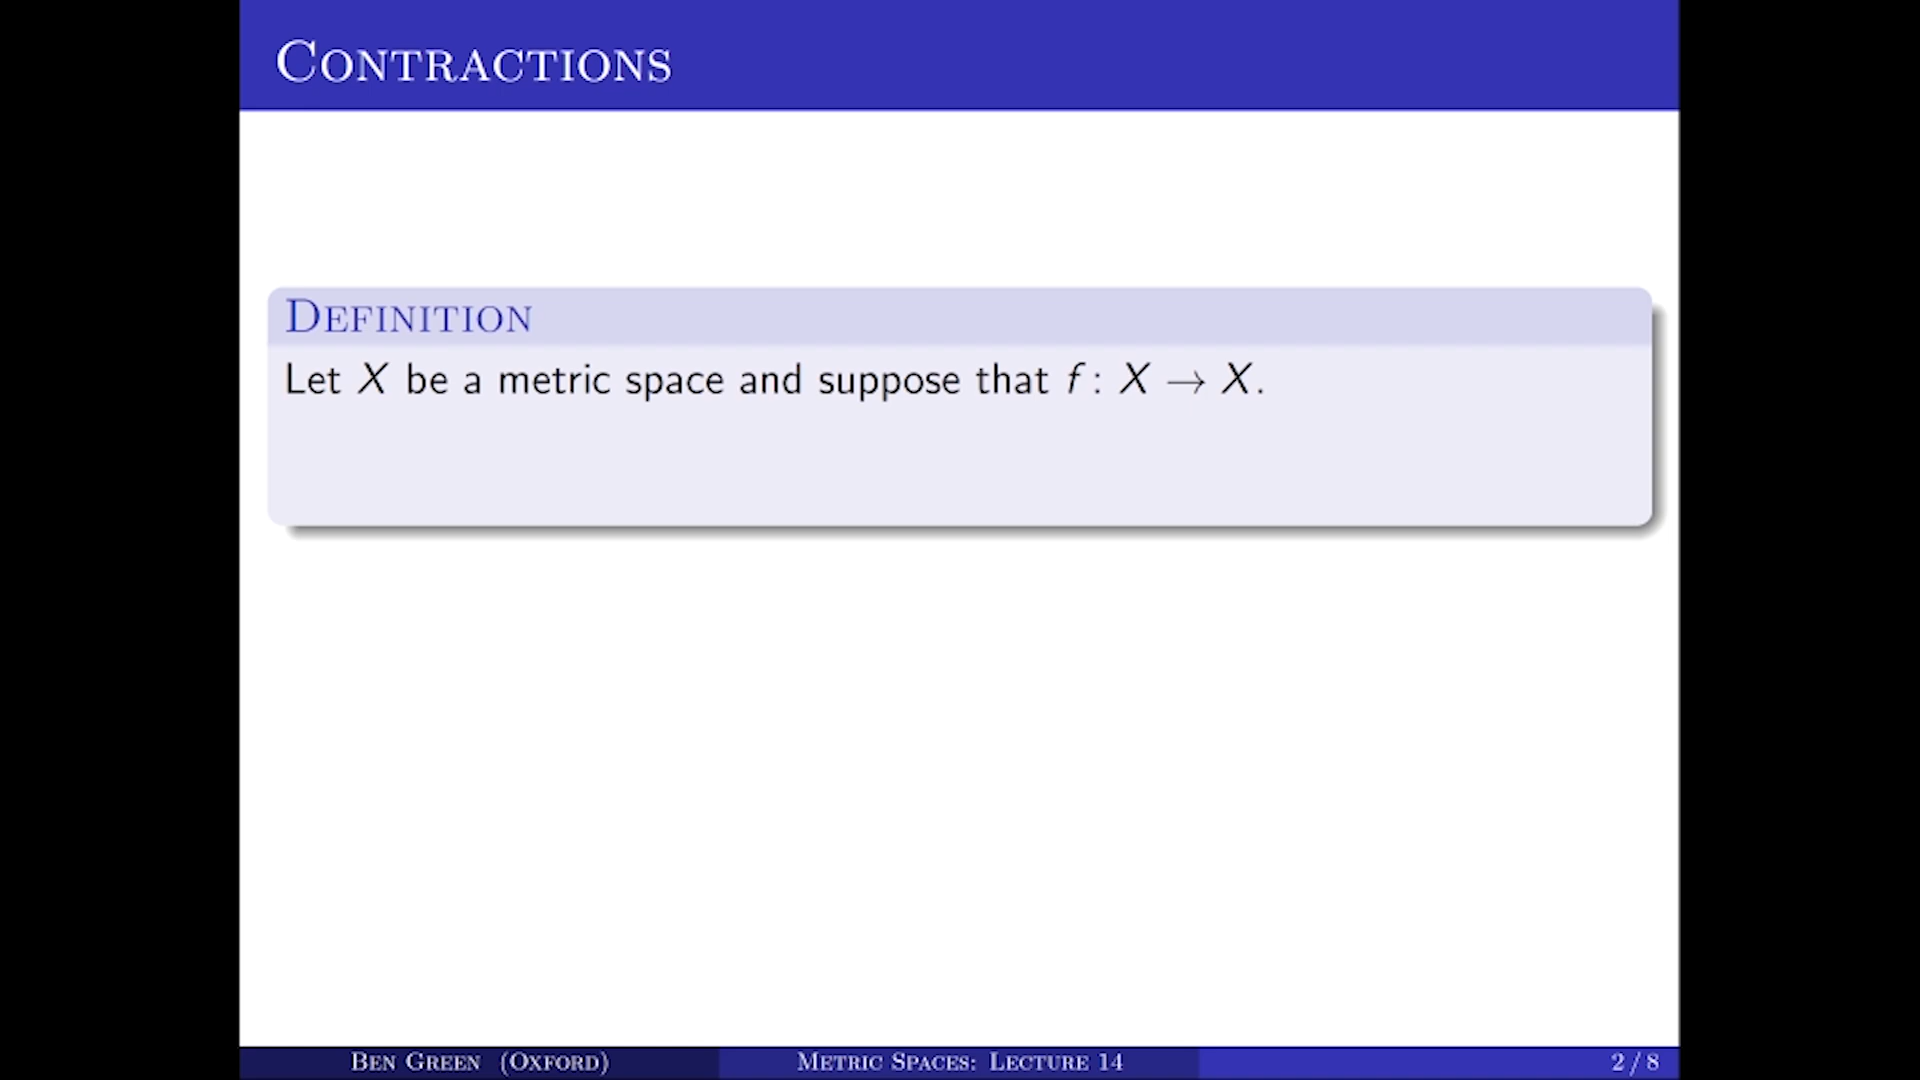 Contractions
Definition
Let X be a metric space and suppose that f : X → X.
Ben Green (Oxford)
Metric Spaces: Lecture 14
2 / 8